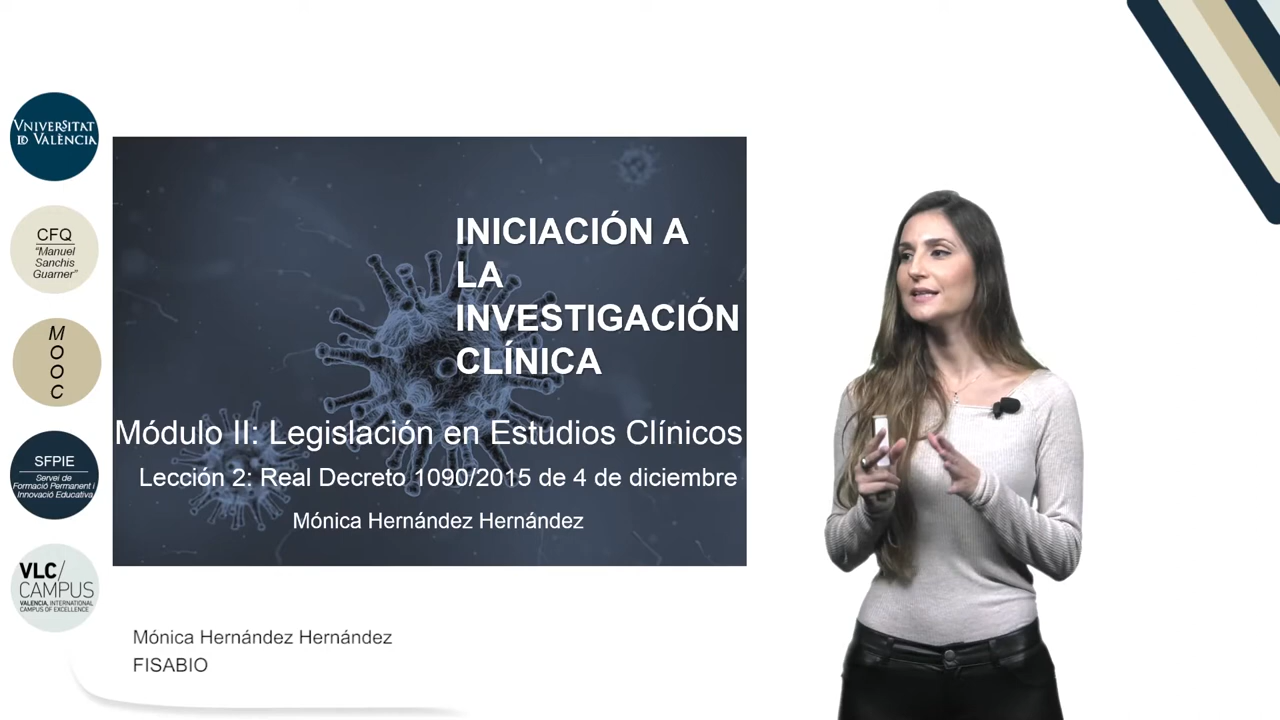 VNIVERSITAT
ID VALÈNCIA
CFQ
“Manuel
Sanchis
Guarner”
M
O
O
C
SFPIE
Servei de
Formació Permanent i
Innovació Educativa
VLC/
CAMPUS
VALENCIA, INTERNATIONAL
CAMPUS OF EXCELLENCE
INICIACIÓN A
LA
INVESTIGACIÓN
CLÍNICA
Módulo II: Legislación en Estudios Clínicos
Lección 2: Real Decreto 1090/2015 de 4 de diciembre
Mónica Hernández Hernández
Mónica Hernández Hernández
FISABIO